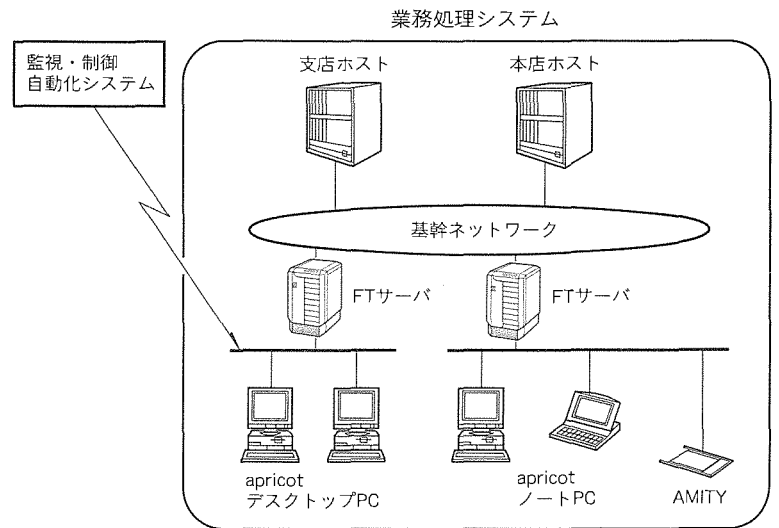 業務処理システム
監視・制御
自動化システム
支店ホスト
本店ホスト
基幹ネットワーク
FTサーバ
FTサーバ
apricot
デスクトップPC
apricot
ノートPC
AMITY